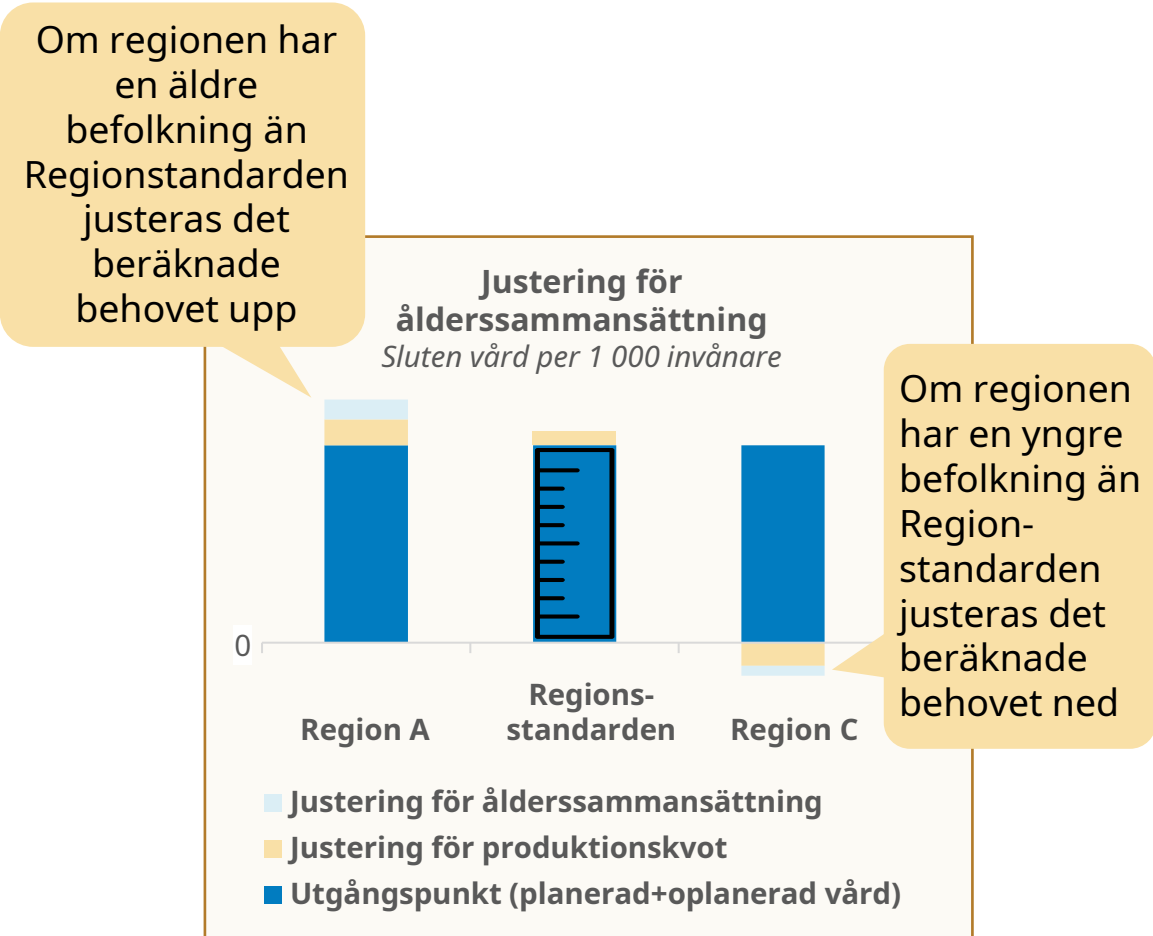 Om regionen har
en äldre
befolkning än
Regionstandarden
justeras det
beräknade
behovet upp
Justering för
ålderssammansättning
Sluten vård per 1 000 invånare
Om regionen
har en yngre
befolkning än
Region-
standarden
justeras det
beräknade
behovet ned
0
Region A
Regions-
standarden
Region C
Justering för ålderssammansättning
Justering för produktionskvot
Utgångspunkt (planerad+oplanerad vård)